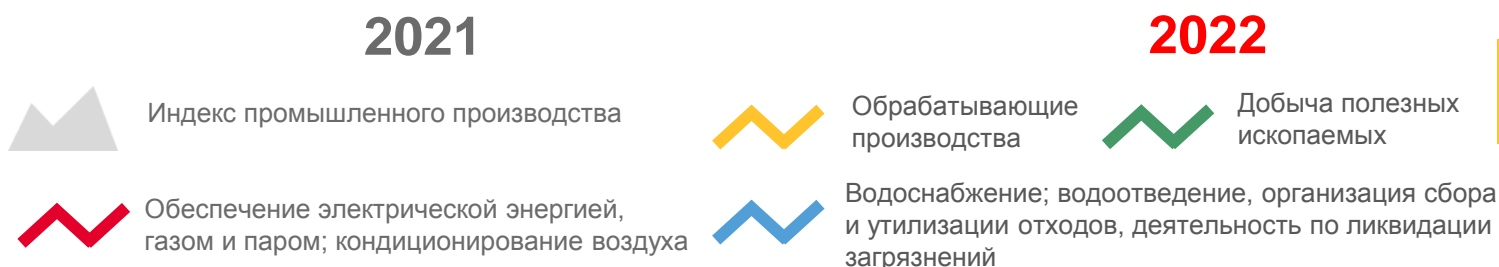 2021
2022
Индекс промышленного производства
Обрабатывающие
производства
Добыча полезных
ископаемых
Обеспечение электрической энергией,
газом и паром; кондиционирование воздуха
Водоснабжение; водоотведение, организация сбора
и утилизации отходов, деятельность по ликвидации
загрязнений